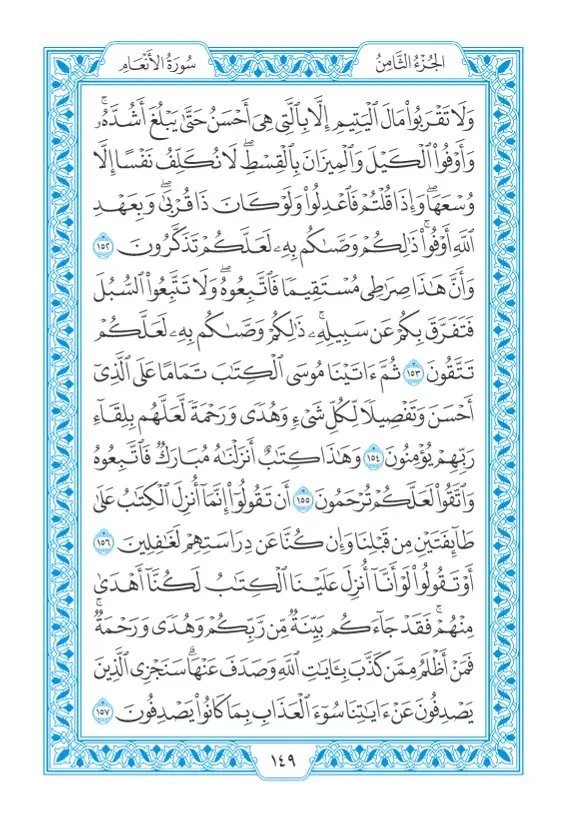 الجُزْءُ الثَّامِنُ
سُورَةُ الأَنْعَامِ
وَلَا تَقْرَبُوا۟ مَالَ ٱلْيَتِيمِ إِلَّا بِٱلَّتِى هِىَ أَحْسَنُ حَتَّىٰ يَبْلُغَ أَشُدَّهُۥۚ
وَأَوْفُوا۟ ٱلْكَيْلَ وَٱلْمِيزَانَ بِٱلْقِسْطِۖ لَا نُكَلِّفُ نَفْسًا إِلَّا
وُسْعَهَاۖ وَإِذَا قُلْتُمْ فَٱعْدِلُوا۟ وَلَوْ كَانَ ذَا قُرْبَىٰۖ وَبِعَهْدِ
ٱللَّهِ أَوْفُوا۟ۚ ذَٰلِكُمْ وَصَّىٰكُم بِهِۦ لَعَلَّكُمْ تَذَكَّرُونَ ١٥٢
وَأَنَّ هَٰذَا صِرَٰطِى مُسْتَقِيمًا فَٱتَّبِعُوهُۖ وَلَا تَتَّبِعُوا۟ ٱلسُّبُلَ
فَتَفَرَّقَ بِكُمْ عَن سَبِيلِهِۦۚ ذَٰلِكُمْ وَصَّىٰكُم بِهِۦ لَعَلَّكُمْ
تَتَّقُونَ ١٥٣ ثُمَّ ءَاتَيْنَا مُوسَى ٱلْكِتَٰبَ تَمَامًا عَلَى ٱلَّذِىٓ
أَحْسَنَ وَتَفْصِيلًا لِّكُلِّ شَىْءٍ وَهُدًى وَرَحْمَةً لَّعَلَّهُم بِلِقَآءِ
رَبِّهِمْ يُؤْمِنُونَ ١٥٤ وَهَٰذَا كِتَٰبٌ أَنزَلْنَٰهُ مُبَارَكٌ فَٱتَّبِعُوهُ
وَٱتَّقُوا۟ لَعَلَّكُمْ تُرْحَمُونَ ١٥٥ أَن تَقُولُوٓا۟ إِنَّمَآ أُنزِلَ ٱلْكِتَٰبُ عَلَىٰ
طَآئِفَتَيْنِ مِن قَبْلِنَا وَإِن كُنَّا عَن دِرَاسَتِهِمْ لَغَٰفِلِينَ ١٥٦
أَوْ تَقُولُوا۟ لَوْ أَنَّآ أُنزِلَ عَلَيْنَا ٱلْكِتَٰبُ لَكُنَّآ أَهْدَىٰ
مِنْهُمْۚ فَقَدْ جَآءَكُم بَيِّنَةٌ مِّن رَّبِّكُمْ وَهُدًى وَرَحْمَةٌۚ
فَمَنْ أَظْلَمُ مِمَّن كَذَّبَ بِـَٔايَٰتِ ٱللَّهِ وَصَدَفَ عَنْهَاۗ سَنَجْزِى ٱلَّذِينَ
يَصْدِفُونَ عَنْ ءَايَٰتِنَا سُوٓءَ ٱلْعَذَابِ بِمَا كَانُوا۟ يَصْدِفُونَ ١٥٧
١٤٩